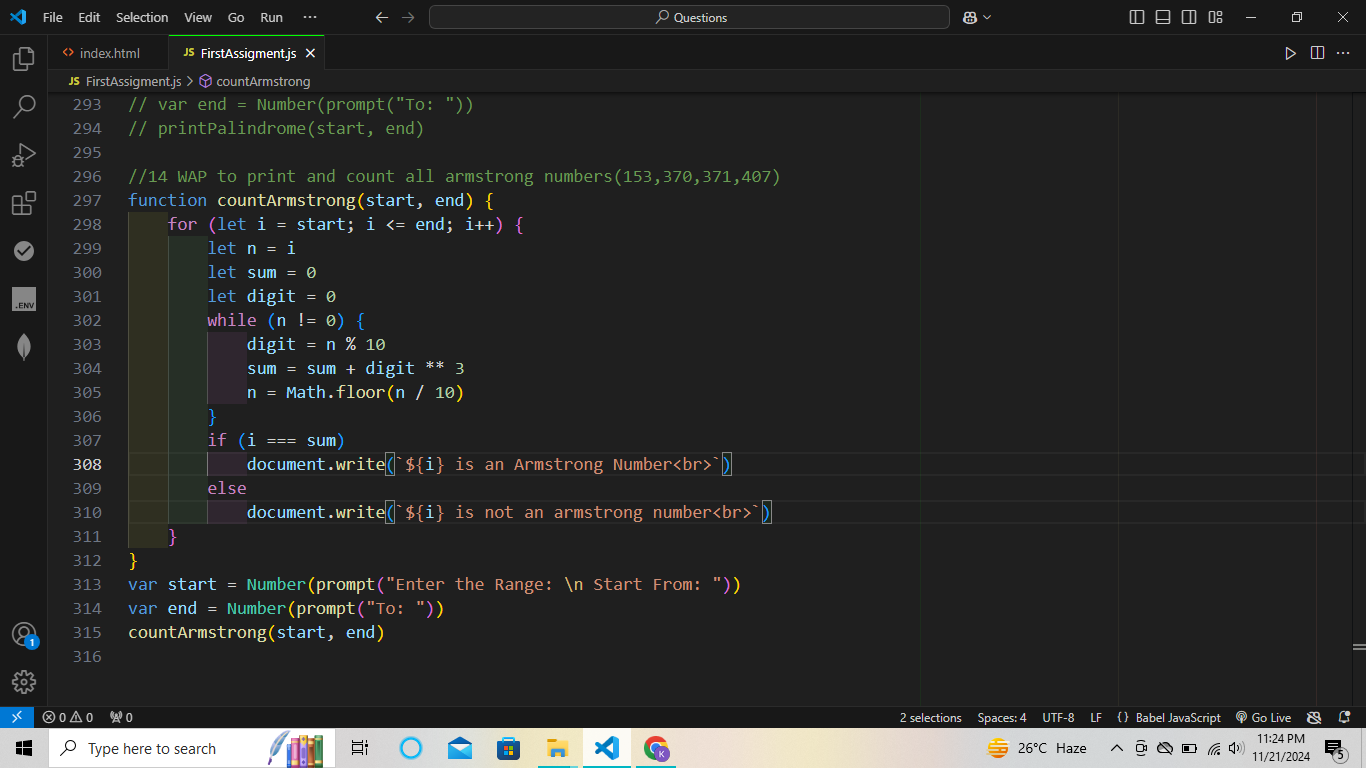 File Edit Selection View Go Run ··· Questions
index.html JS FirstAssigment.js
JS FirstAssigment.js > countArmstrong
293 // var end = Number(prompt("To: "))
294 // printPalindrome(start, end)
295
296 //14 WAP to print and count all armstrong numbers(153,370,371,407)
297 function countArmstrong(start, end) {
298     for (let i = start; i <= end; i++) {
299         let n = i
300         let sum = 0
301         let digit = 0
302         while (n != 0) {
303             digit = n % 10
304             sum = sum + digit ** 3
305             n = Math.floor(n / 10)
306         }
307         if (i === sum)
308             document.write(`${i} is an Armstrong Number<br>`)
309         else
310             document.write(`${i} is not an armstrong number<br>`)
311     }
312 }
313 var start = Number(prompt("Enter the Range: \n Start From: "))
314 var end = Number(prompt("To: "))
315 countArmstrong(start, end)
316
.ENV
1
0 0 0 2 selections Spaces: 4 UTF-8 LF {} Babel JavaScript Go Live
Type here to search K 26°C Haze 11:24 PM
11/21/2024 5